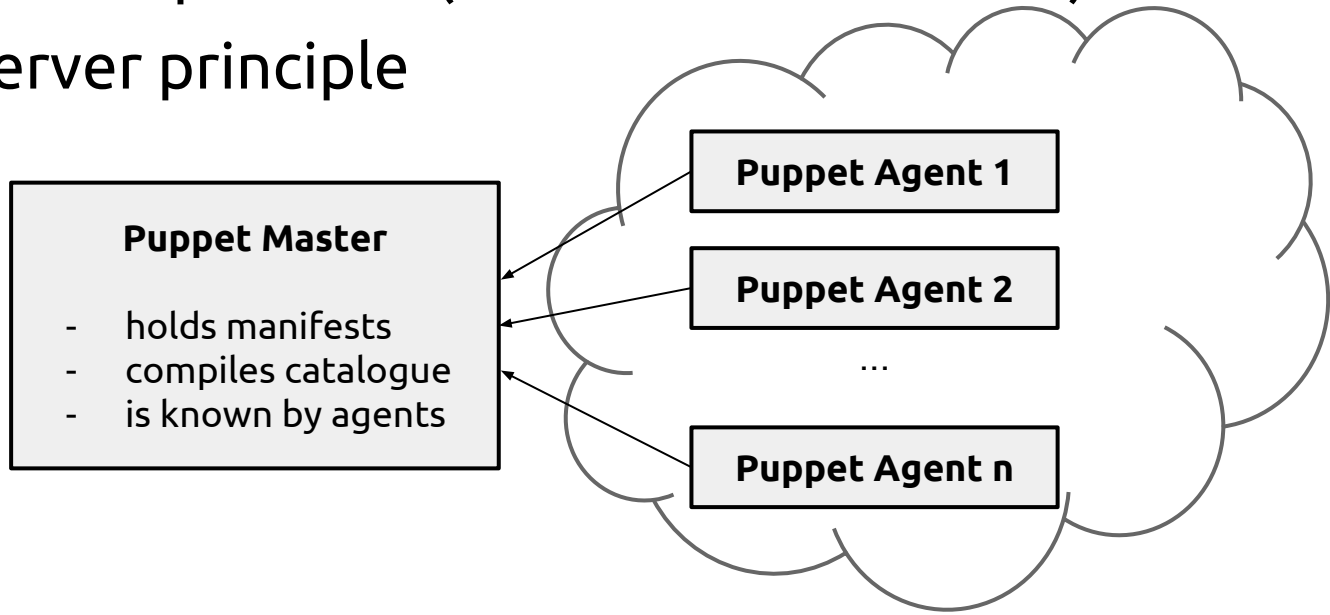 erver principle
Puppet Master
- holds manifests
- compiles catalogue
- is known by agents
Puppet Agent 1
Puppet Agent 2
...
Puppet Agent n